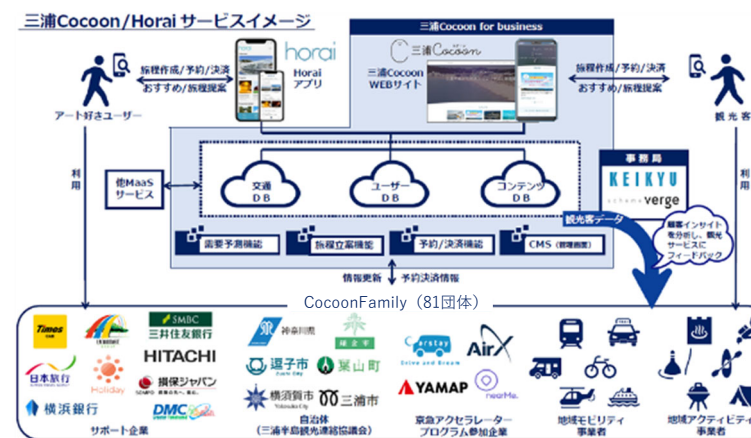 三浦Cocoon/Horai サービスイメージ
三浦Cocoon for business
horai
Horai
アプリ
三浦Cocoon
三浦Cocoon
WEBサイト
旅程作成/予約/決済
おすすめ/旅程提案
旅程作成/予約/決済
おすすめ/旅程提案
アート好きユーザー
観光客
利用
利用
他MaaS
サービス
交通
DB
ユーザー
DB
コンテンツ
DB
事務局
KEIKYU
scheme verge
観光客データ
顧客インサイト
を分析し、観光
サービスに
フィードバック
需要予測機能
旅程立案機能
予約/決済機能
CMS(管理画面)
情報更新
予約決済情報
CocoonFamily(81団体)
Times
SMBC
三井住友銀行
日本旅行
Holiday
HITACHI
損保ジャパン
横浜銀行
DMC
サポート企業
神奈川県
鎌倉市
逗子市
葉山町
横須賀市
三浦市
自治体
(三浦半島観光連絡協議会)
Carstay
AirX
YAMAP
nearMe.
京急アクセラレーター
プログラム参加企業
地域モビリティ
事業者
地域アクティビティ
事業者